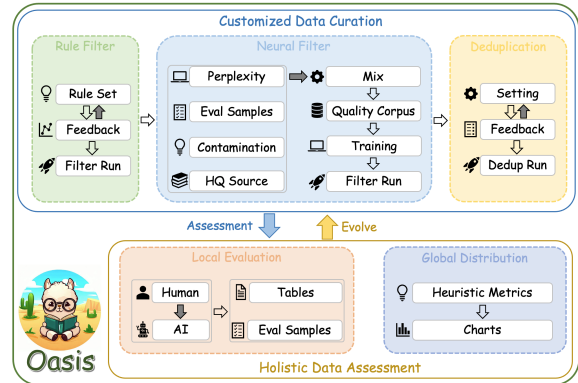 Customized Data Curation
Rule Filter
Rule Set
Feedback
Filter Run
Neural Filter
Perplexity
Eval Samples
Contamination
HQ Source
Mix
Quality Corpus
Training
Filter Run
Deduplication
Setting
Feedback
Dedup Run
Assessment
Evolve
Local Evaluation
Human
AI
Tables
Eval Samples
Global Distribution
Heuristic Metrics
Charts
Oasis
Holistic Data Assessment